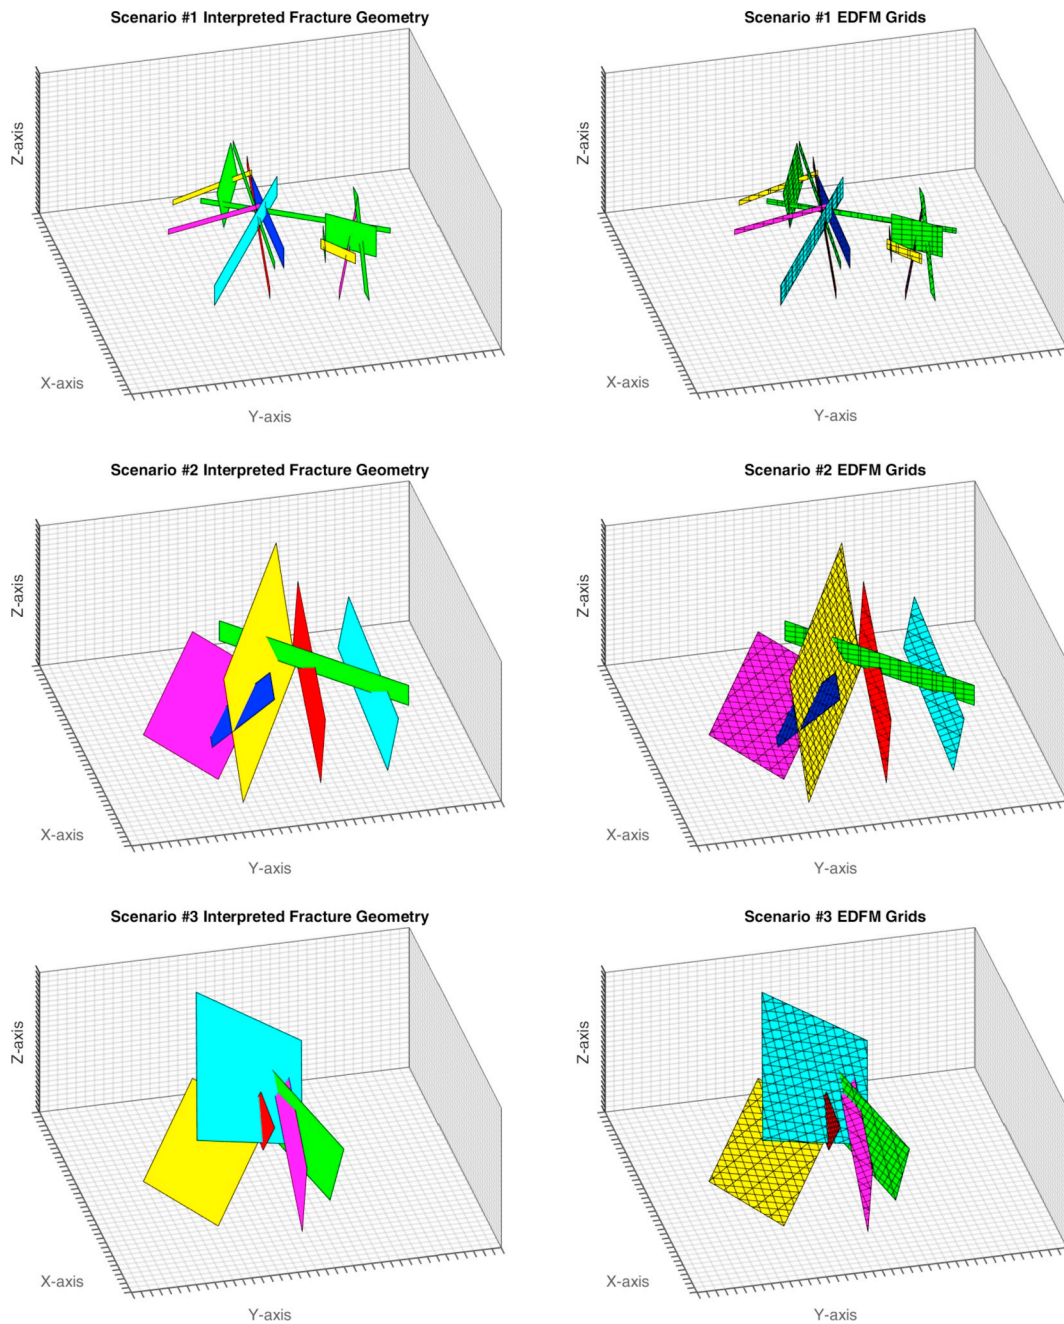 Scenario #1 Interpreted Fracture Geometry
Scenario #1 EDFM Grids
Z-axis
Z-axis
X-axis
X-axis
Y-axis
Y-axis
Scenario #2 Interpreted Fracture Geometry
Scenario #2 EDFM Grids
Z-axis
Z-axis
X-axis
X-axis
Y-axis
Y-axis
Scenario #3 Interpreted Fracture Geometry
Scenario #3 EDFM Grids
Z-axis
Z-axis
X-axis
X-axis
Y-axis
Y-axis